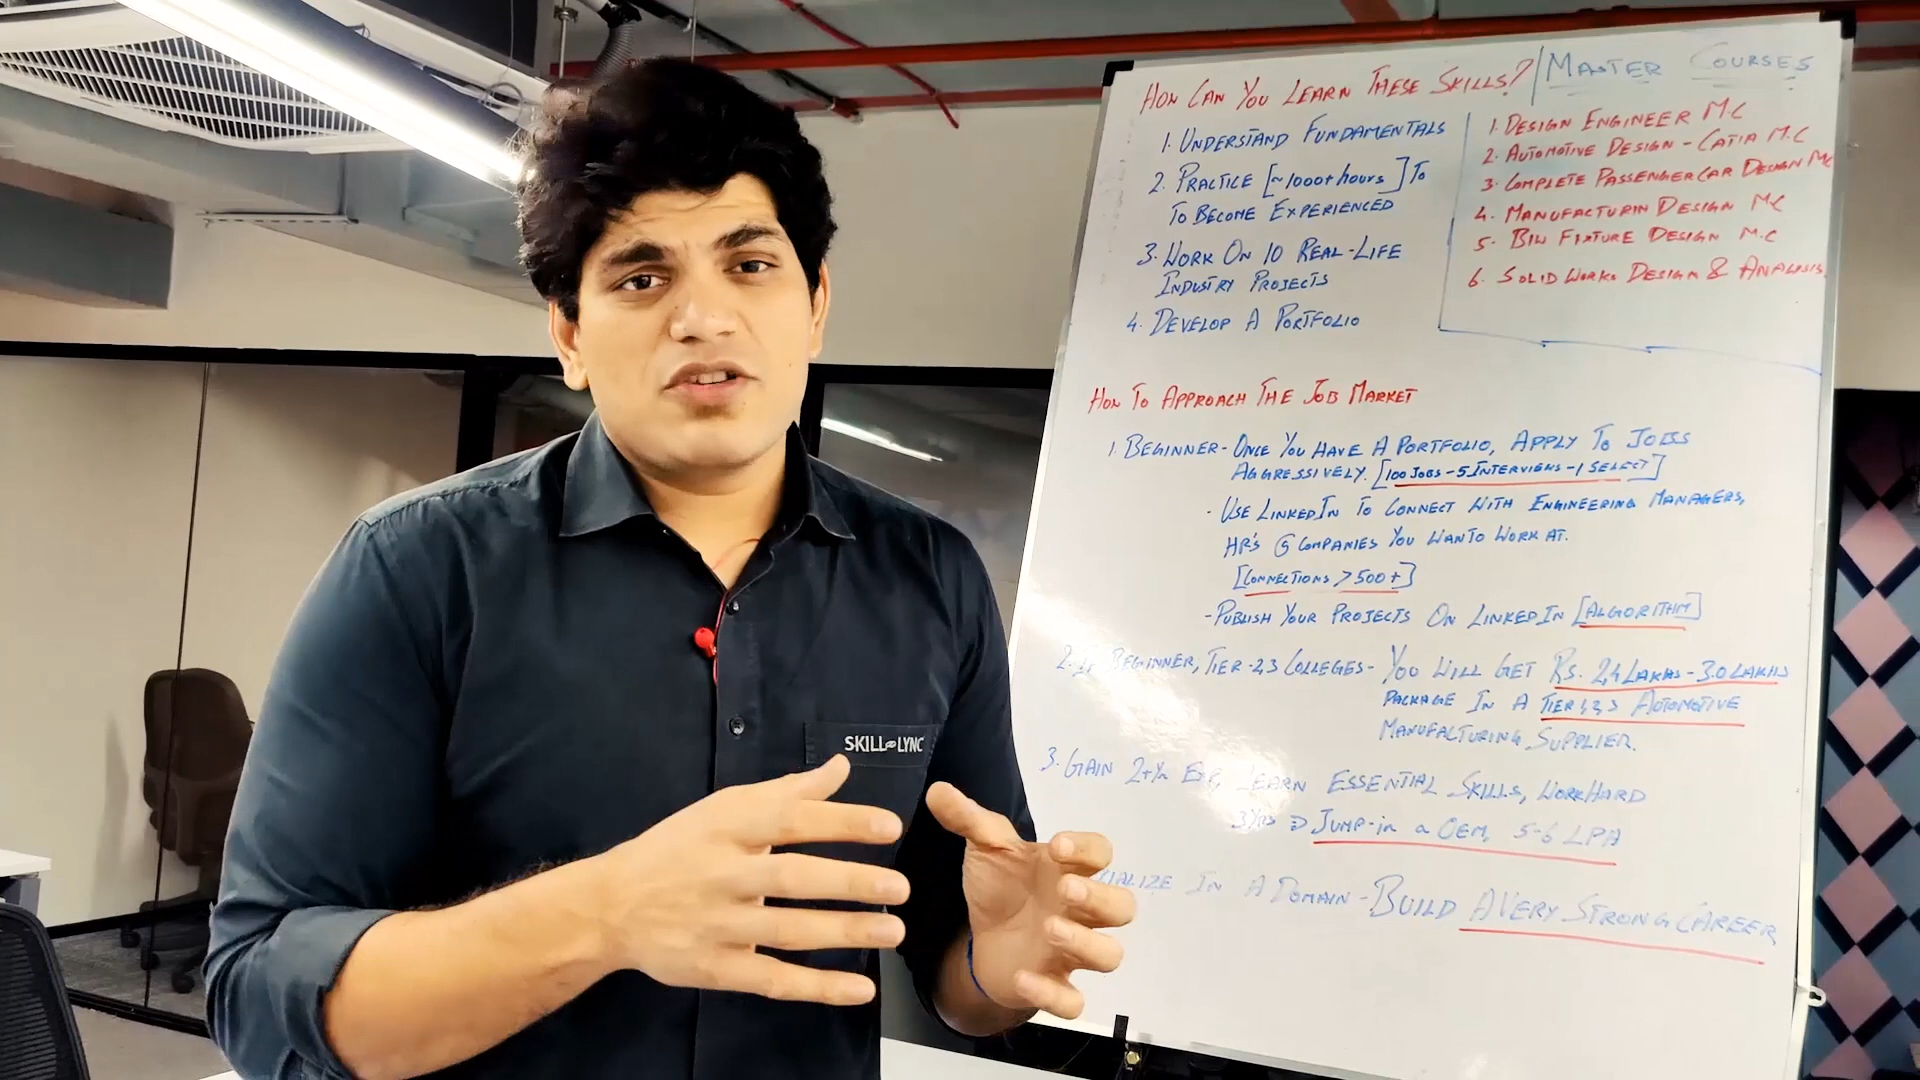 HOW CAN YOU LEARN THESE SKILLS?
1. UNDERSTAND FUNDAMENTALS
2. PRACTICE [~1000+ hours] TO
TO BECOME EXPERIENCED
3. WORK ON 10 REAL-LIFE
INDUSTRY PROJECTS
4. DEVELOP A PORTFOLIO
MASTER COURSES
1. DESIGN ENGINEER M.C
2. AUTOMOTIVE DESIGN - CATIA M.C
3. COMPLETE PASSENGER CAR DESIGN MC
4. MANUFACTURIN DESIGN MC
5. BIW FIXTURE DESIGN M.C
6. SOLID WORKS DESIGN & ANALYSIS
HOW TO APPROACH THE JOB MARKET
1. BEGINNER - ONCE YOU HAVE A PORTFOLIO, APPLY TO JOBS
AGGRESSIVELY. [100 JOBS - 5 INTERVIEWS - 1 SELECT]
- USE LINKEDIN TO CONNECT WITH ENGINEERING MANAGERS,
HR'S @ COMPANIES YOU WAN TO WORK AT.
[CONNECTIONS > 500+]
- PUBLISH YOUR PROJECTS ON LINKEDIN [ALGORITHM]
2. BEGINNER, TIER-2,3 COLLEGES - YOU WILL GET RS. 2.4 LAKHS - 3.0 LAKHS
PACKAGE IN A TIER 1,2,3 AUTOMOTIVE
MANUFACTURING SUPPLIER.
3. GAIN 2+Yr EXP, LEARN ESSENTIAL SKILLS, WORK HARD
3YRS ⇒ JUMP-in a OEM, 5-6 LPA
IALIZE IN A DOMAIN - BUILD A VERY STRONG CAREER
SKILL LYNC